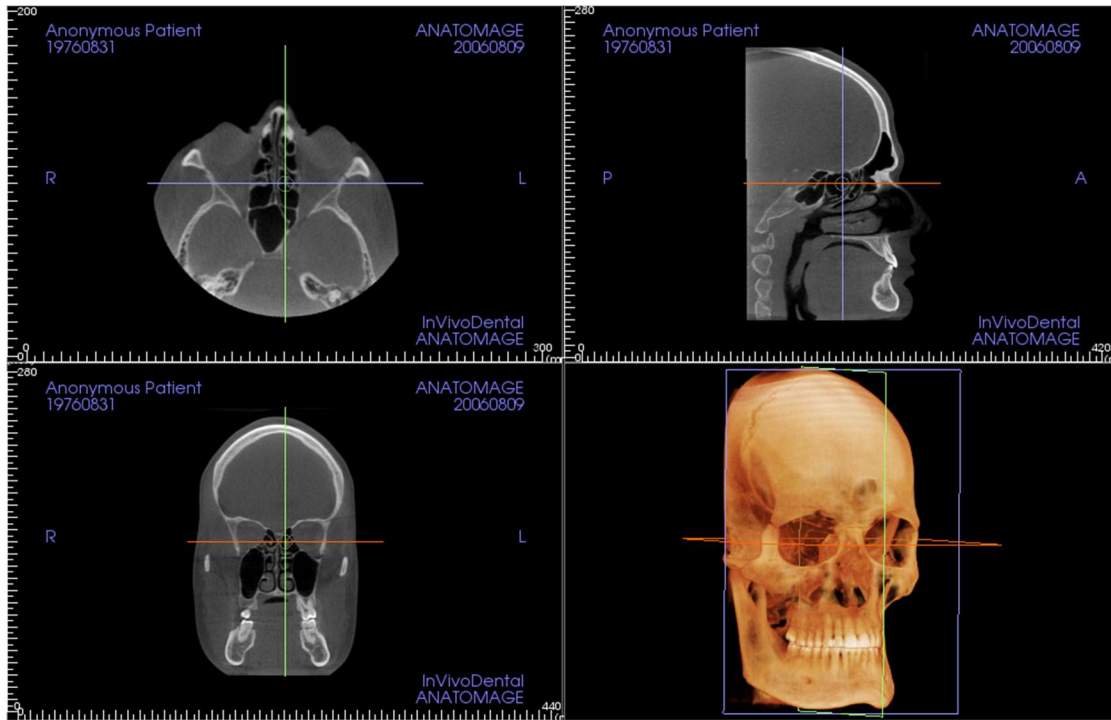 200
Anonymous Patient
19760831
ANATOMAGE
20060809
R
L
InVivoDental
ANATOMAGE
0
300
280
Anonymous Patient
19760831
ANATOMAGE
20060809
P
A
InVivoDental
ANATOMAGE
0
420
280
Anonymous Patient
19760831
ANATOMAGE
20060809
R
L
InVivoDental
ANATOMAGE
0
440